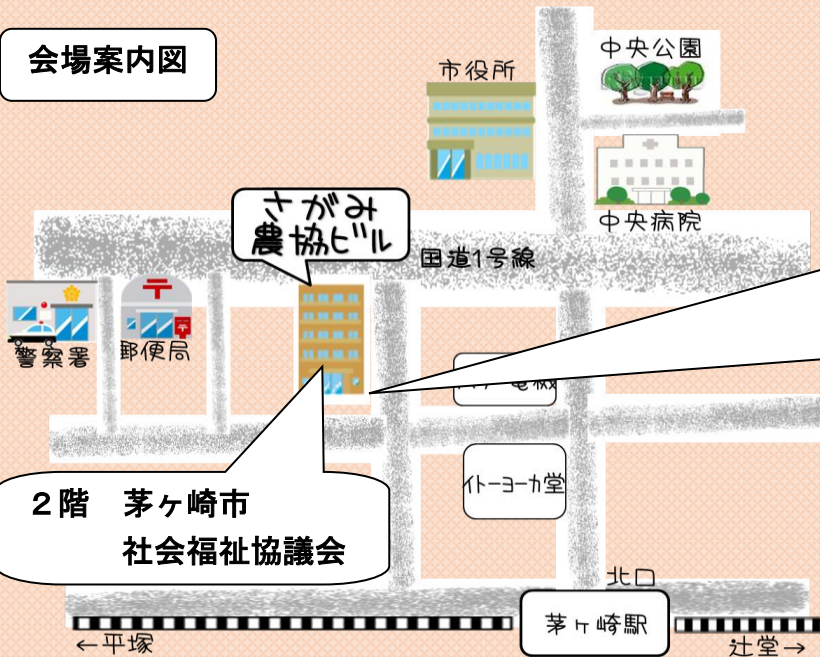 会場案内図
中央公園
市役所
中央病院
さがみ
農協ビル
国道1号線
警察署
郵便局
電機
イトーヨーカ堂
2階　茅ヶ崎市
社会福祉協議会
北口
茅ヶ崎駅
←平塚
辻堂→